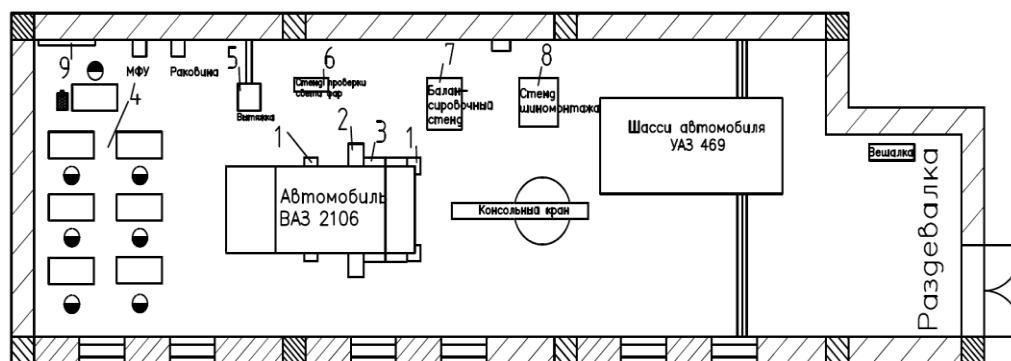 9
МФУ
Раковина
4
5
Вытяжка
6
Стенд проверки
света фар
7
Балан-
сировочный
стенд
8
Стенд
шиномонтажа
Шасси автомобиля
УАЗ 469
Вешалка
Раздевалка
1
2
3
1
Автомобиль
ВАЗ 2106
Консольный кран